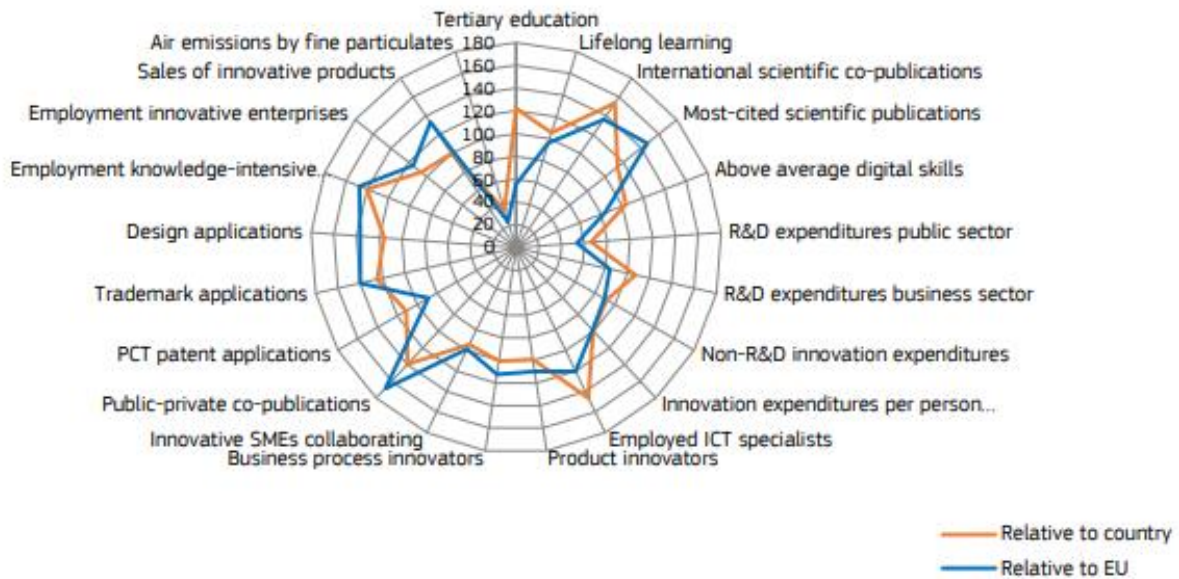 Tertiary education
Air emissions by fine particulates
180
Lifelong learning
Sales of innovative products
160
International scientific co-publications
140
Employment innovative enterprises
120
Most-cited scientific publications
100
Employment knowledge-intensive...
80
Above average digital skills
60
40
Design applications
20
R&D expenditures public sector
0
Trademark applications
R&D expenditures business sector
PCT patent applications
Non-R&D innovation expenditures
Public-private co-publications
Innovation expenditures per person...
Innovative SMEs collaborating
Employed ICT specialists
Business process innovators
Product innovators
Relative to country
Relative to EU